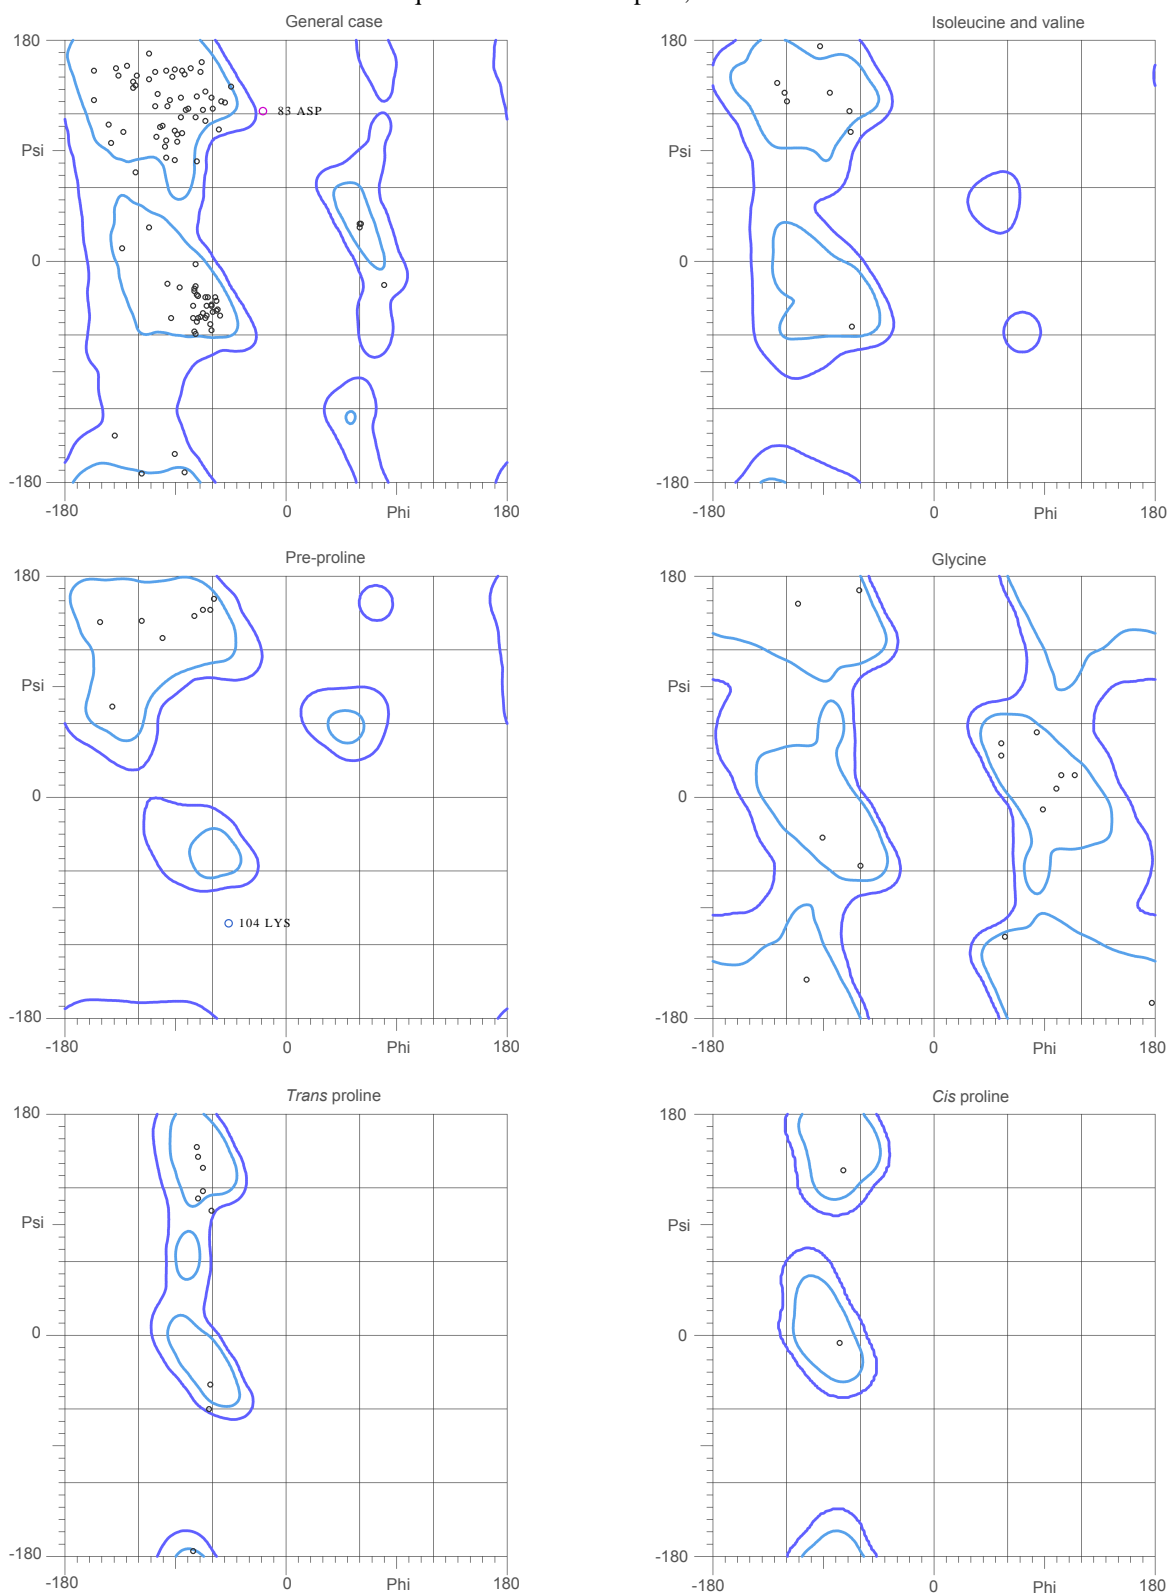 General case
180
83 ASP
Psi
0
-180
-180
0
Phi
180
Isoleucine and valine
180
Psi
0
-180
-180
0
Phi
180
Pre-proline
180
Psi
0
104 LYS
-180
-180
0
Phi
180
Glycine
180
Psi
0
-180
-180
0
Phi
180
Trans proline
180
Psi
0
-180
-180
0
Phi
180
Cis proline
180
Psi
0
-180
-180
0
Phi
180